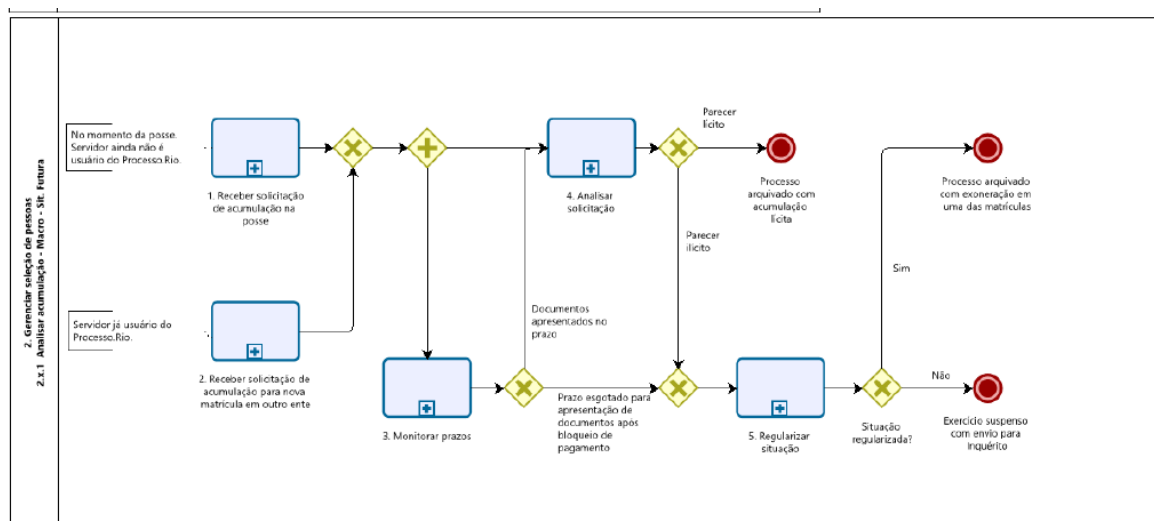 2. Gerenciar seleção de pessoas
2.x.1 Analisar acumulação - Macro - Sit. Futura
No momento da posse.
Servidor ainda não é
usuário do Processo.Rio.
1. Receber solicitação
de acumulação na
posse
4. Analisar
solicitação
Parecer
lícito
Processo
arquivado com
acumulação
lícita
Processo arquivado
com exoneração em
uma das matrículas
Parecer
ilícito
Sim
Servidor já usuário do
Processo.Rio.
2. Receber solicitação de
acumulação para nova
matrícula em outro ente
Documentos
apresentados no
prazo
3. Monitorar prazos
Prazo esgotado para
apresentação de
documentos após
bloqueio de
pagamento
5. Regularizar
situação
Situação
regularizada?
Não
Exercício suspenso
com envio para
Inquérito